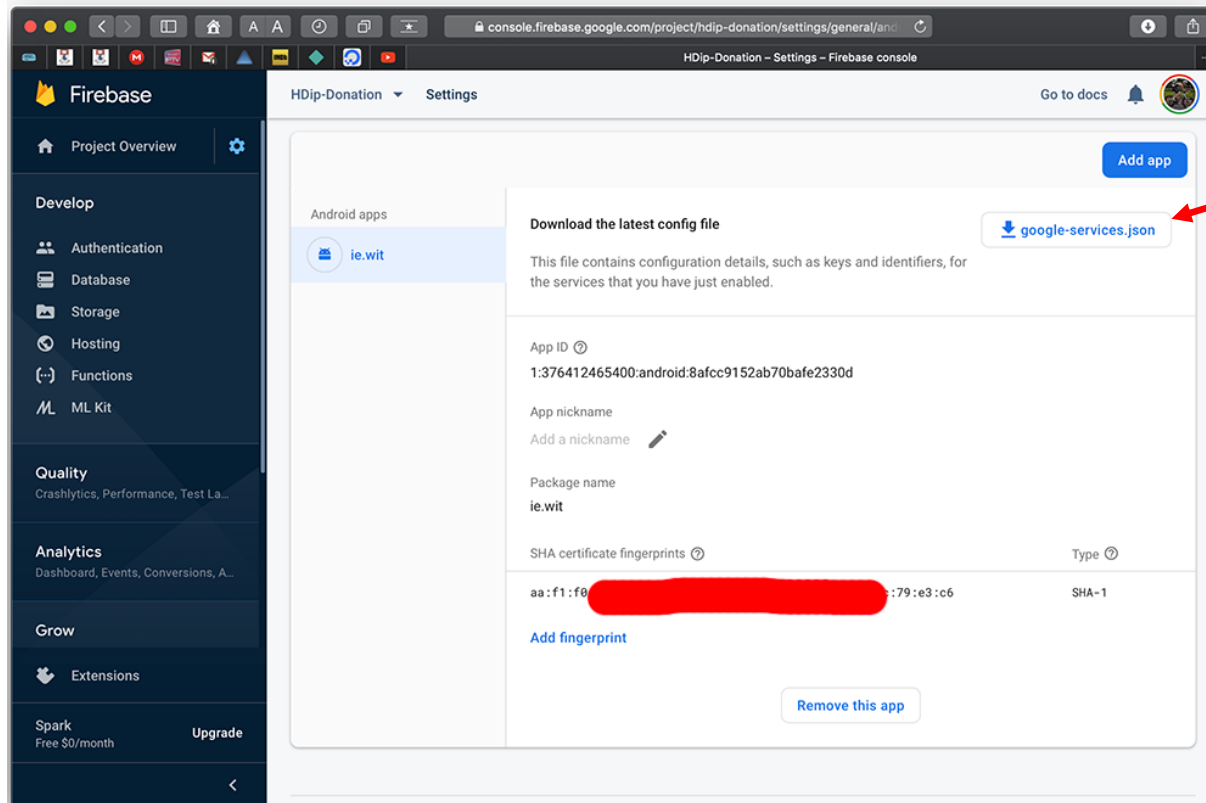 A A
console.firebase.google.com/project/hdip-donation/settings/general/and
HDip-Donation – Settings – Firebase console
Firebase
HDip-Donation
Settings
Go to docs
Project Overview
Add app
Develop
Authentication
Database
Storage
Hosting
Functions
ML Kit
Quality
Crashlytics, Performance, Test La...
Analytics
Dashboard, Events, Conversions, A...
Grow
Extensions
Spark
Free $0/month
Upgrade
Android apps
ie.wit
Download the latest config file
google-services.json
This file contains configuration details, such as keys and identifiers, for
the services that you have just enabled.
App ID
1:376412465400:android:8afcc9152ab70bafe2330d
App nickname
Add a nickname
Package name
ie.wit
SHA certificate fingerprints
Type
aa:f1:f0
:79:e3:c6
SHA-1
Add fingerprint
Remove this app